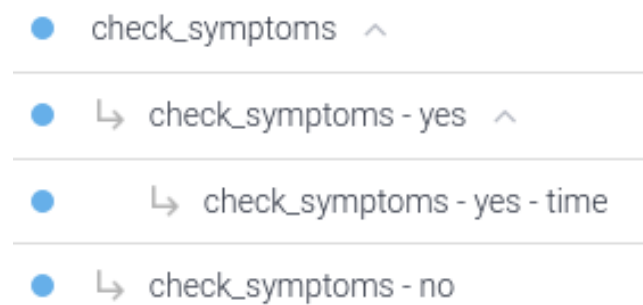 check_symptoms
check_symptoms - yes
check_symptoms - yes - time
check_symptoms - no